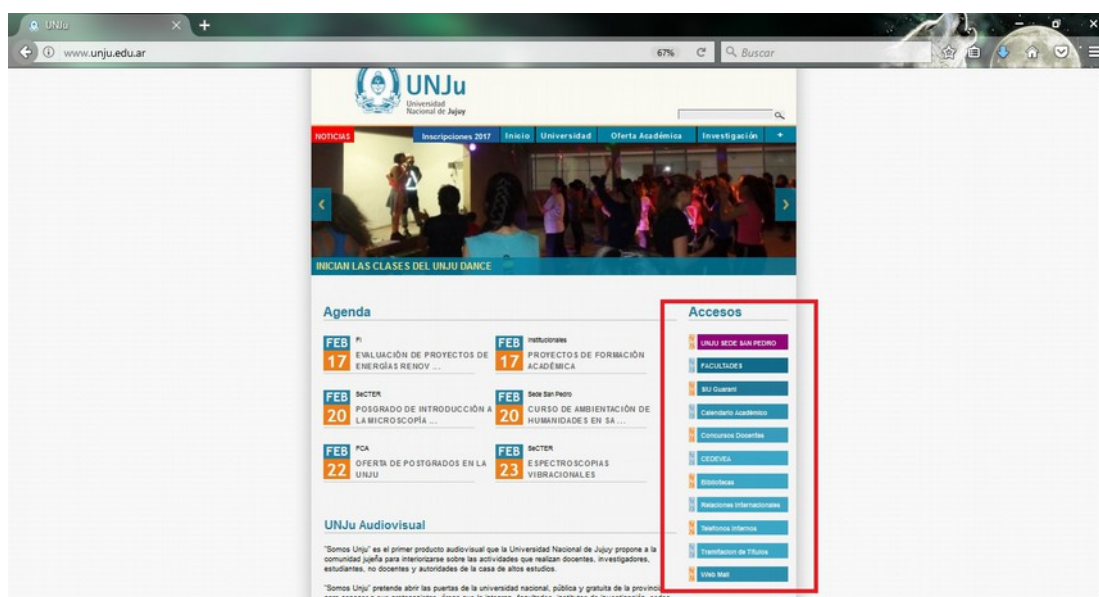 UNJu
www.unju.edu.ar
67%
Buscar
UNJu
Universidad
Nacional de Jujuy
NOTICIAS
Inscripciones 2017 Inicio Universidad Oferta Académica Investigación +
INICIAN LAS CLASES DEL UNJU DANCE
Agenda
FEB
17
FI
EVALUACIÓN DE PROYECTOS DE
ENERGÍAS RENOV ...
FEB
17
Institucionales
PROYECTOS DE FORMACIÓN
ACADÉMICA
FEB
20
SeCTER
POSGRADO DE INTRODUCCIÓN A
LA MICROSCOPÍA ...
FEB
20
Sede San Pedro
CURSO DE AMBIENTACIÓN DE
HUMANIDADES EN SA ...
FEB
22
FCA
OFERTA DE POSTGRADOS EN LA
UNJU
FEB
23
SeCTER
ESPECTROSCOPIAS
VIBRACIONALES
UNJu Audiovisual
"Somos Unju" es el primer producto audiovisual que la Universidad Nacional de Jujuy propone a la
comunidad jujeña para interiorizarse sobre las actividades que realizan docentes, investigadores,
estudiantes, no docentes y autoridades de la casa de altos estudios.
"Somos Unju" pretende abrir las puertas de la universidad nacional, pública y gratuita de la provincia
Accesos
UNJU SEDE SAN PEDRO
FACULTADES
SIU Guarani
Calendario Académico
Concursos Docentes
CEDEVEA
Bibliotecas
Relaciones Internacionales
Telefonos Internos
Tramitacion de Titulos
Web Mail